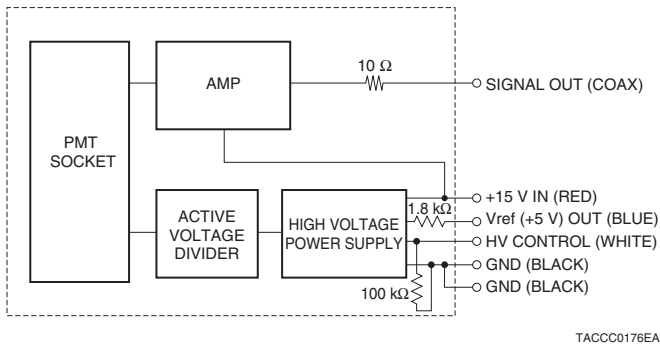 10 Ω
AMP
SIGNAL OUT (COAX)
PMT
SOCKET
+15 V IN (RED)
1.8 kΩ
Vref (+5 V) OUT (BLUE)
ACTIVE
VOLTAGE
DIVIDER
HIGH VOLTAGE
POWER SUPPLY
HV CONTROL (WHITE)
GND (BLACK)
100 kΩ
GND (BLACK)
TACCC0176EA